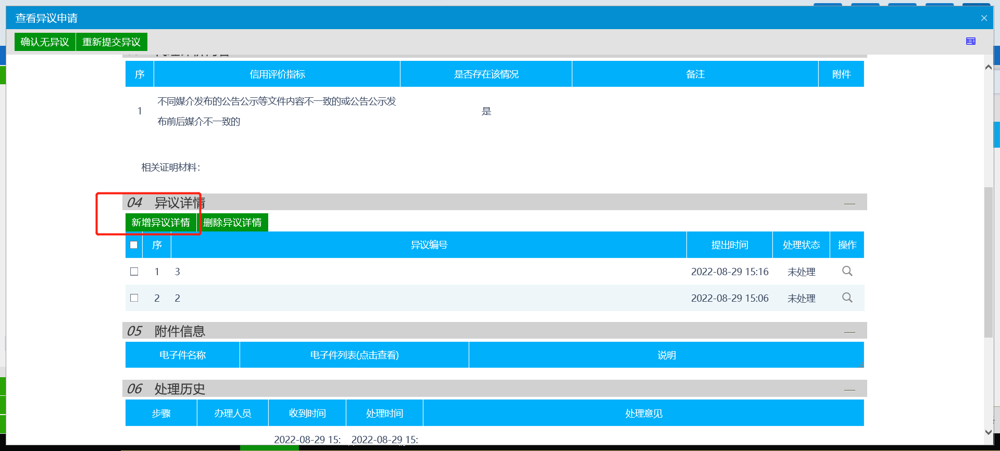 查看异议申请
确认无异议 重新提交异议
序 信用评价指标 是否存在该情况 备注 附件
1 不同媒介发布的公告公示等文件内容不一致的或公告公示发 是
布前后媒介不一致的
相关证明材料：
04 异议详情
新增异议详情 删除异议详情
序 异议编号 提出时间 处理状态 操作
1 3 2022-08-29 15:16 未处理
2 2 2022-08-29 15:06 未处理
05 附件信息
电子件名称 电子件列表(点击查看) 说明
06 处理历史
步骤 办理人员 收到时间 处理时间 处理意见
2022-08-29 15: 2022-08-29 15: